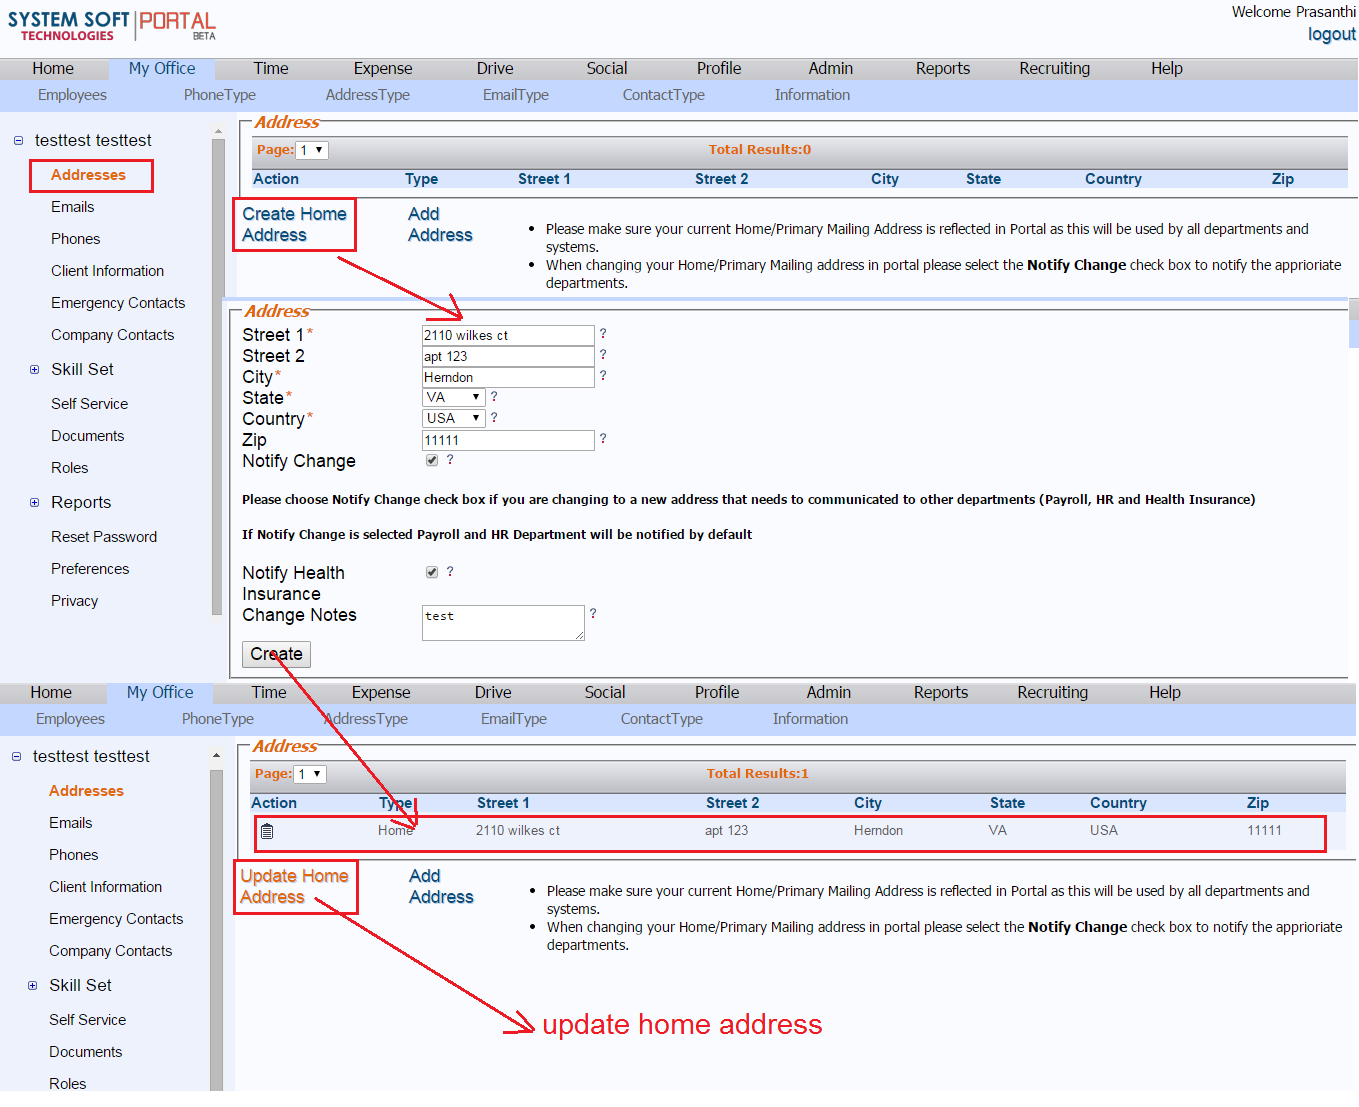 SYSTEM SOFT PORTAL
TECHNOLOGIES BETA
Welcome Prasanthi
logout
Home My Office Time Expense Drive Social Profile Admin Reports Recruiting Help
Employees PhoneType AddressType EmailType ContactType Information
testtest testtest
Addresses
Emails
Phones
Client Information
Emergency Contacts
Company Contacts
Skill Set
Self Service
Documents
Roles
Reports
Reset Password
Preferences
Privacy
Address
Page: 1 Total Results:0
Action Type Street 1 Street 2 City State Country Zip
Create Home
Address
Add
Address
Please make sure your current Home/Primary Mailing Address is reflected in Portal as this will be used by all departments and
systems.
When changing your Home/Primary Mailing address in portal please select the Notify Change check box to notify the approriate
departments.
Address
Street 1* 2110 wilkes ct ?
Street 2 apt 123 ?
City* Herndon ?
State* VA ?
Country* USA ?
Zip 11111 ?
Notify Change ?
Please choose Notify Change check box if you are changing to a new address that needs to communicated to other departments (Payroll, HR and Health Insurance)
If Notify Change is selected Payroll and HR Department will be notified by default
Notify Health ?
Insurance
Change Notes test ?
Create
Home My Office Time Expense Drive Social Profile Admin Reports Recruiting Help
Employees PhoneType AddressType EmailType ContactType Information
testtest testtest
Addresses
Emails
Phones
Client Information
Emergency Contacts
Company Contacts
Skill Set
Self Service
Documents
Roles
Address
Page: 1 Total Results:1
Action Type Street 1 Street 2 City State Country Zip
Home 2110 wilkes ct apt 123 Herndon VA USA 11111
Update Home
Address
Add
Address
Please make sure your current Home/Primary Mailing Address is reflected in Portal as this will be used by all departments and
systems.
When changing your Home/Primary Mailing address in portal please select the Notify Change check box to notify the approriate
departments.
update home address